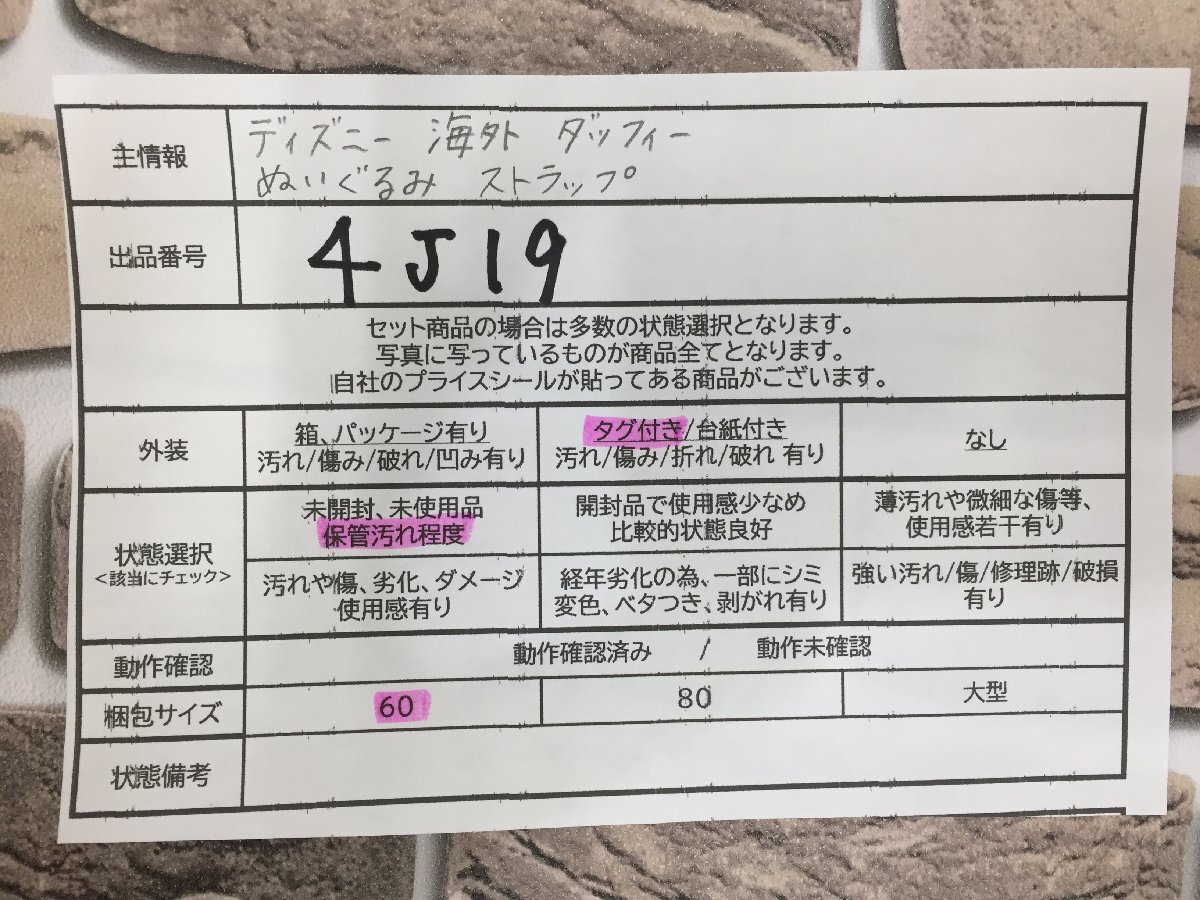 主情報
ディズニー 海外 ダッフィー
ぬいぐるみ ストラップ
出品番号
4J19
セット商品の場合は多数の状態選択となります。
写真に写っているものが商品全てとなります。
自社のプライスシールが貼ってある商品がございます。
外装
箱、パッケージ有り
汚れ/傷み/破れ/凹み有り
タグ付き/台紙付き
汚れ/傷み/折れ/破れ 有り
なし
状態選択
<該当にチェック>
未開封、未使用品
保管汚れ程度
開封品で使用感少なめ
比較的状態良好
薄汚れや微細な傷等、
使用感若干有り
汚れや傷、劣化、ダメージ
使用感有り
経年劣化の為、一部にシミ
変色、ベタつき、剥がれ有り
強い汚れ/傷/修理跡/破損
有り
動作確認
動作確認済み / 動作未確認
梱包サイズ
60
80
大型
状態備考